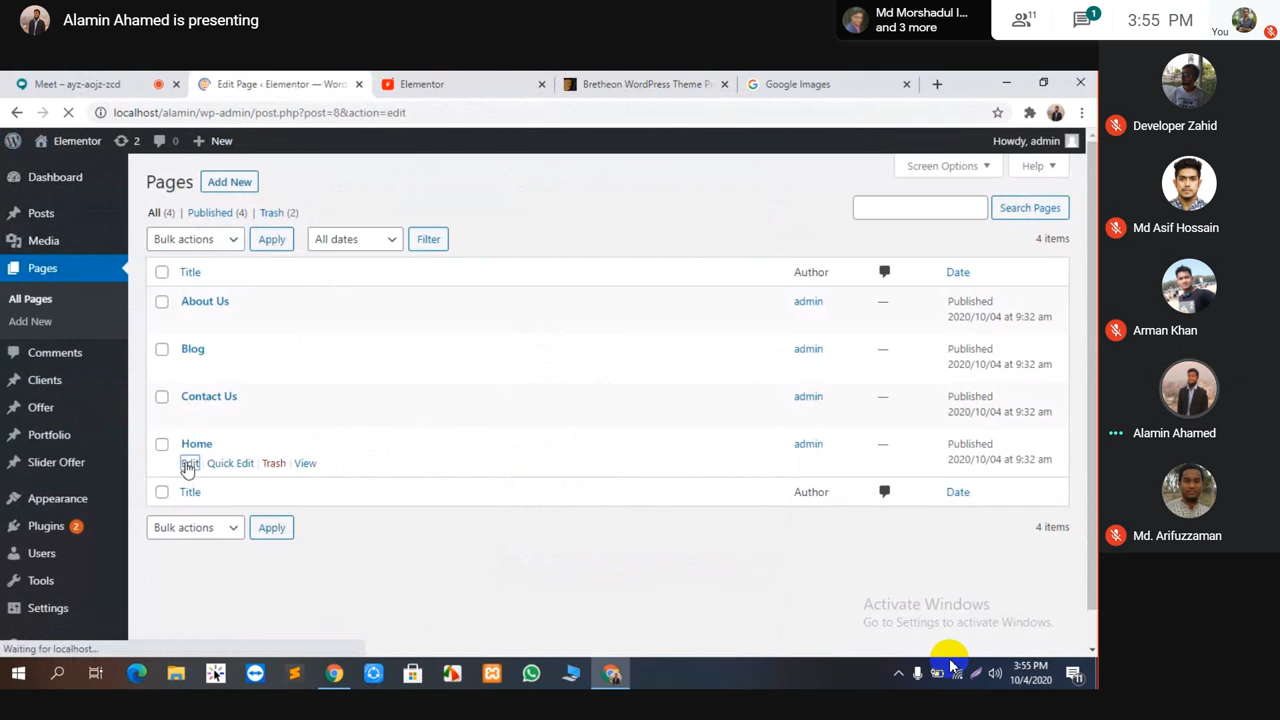 Alamin Ahamed is presenting
Md Morshadul I...
and 3 more
11
1
3:55 PM
You
Meet – ayz-aojz-zcd
Edit Page ‹ Elementor — Wor
Elementor
Bretheon WordPress Theme P
Google Images
localhost/alamin/wp-admin/post.php?post=8&action=edit
Elementor
2
0
New
Howdy, admin
Dashboard
Posts
Media
Pages
All Pages
Add New
Comments
Clients
Offer
Portfolio
Slider Offer
Appearance
Plugins 2
Users
Tools
Settings
Screen Options
Help
Pages
Add New
All (4) | Published (4) | Trash (2)
Search Pages
Bulk actions
Apply
All dates
Filter
4 items
Title Author Date
About Us admin — Published
2020/10/04 at 9:32 am
Blog admin — Published
2020/10/04 at 9:32 am
Contact Us admin — Published
2020/10/04 at 9:32 am
Home admin — Published
Edit | Quick Edit | Trash | View 2020/10/04 at 9:32 am
Title Author Date
Bulk actions
Apply
4 items
Activate Windows
Go to Settings to activate Windows.
Waiting for localhost...
3:55 PM
10/4/2020
11
Developer Zahid
Md Asif Hossain
Arman Khan
Alamin Ahamed
Md. Arifuzzaman